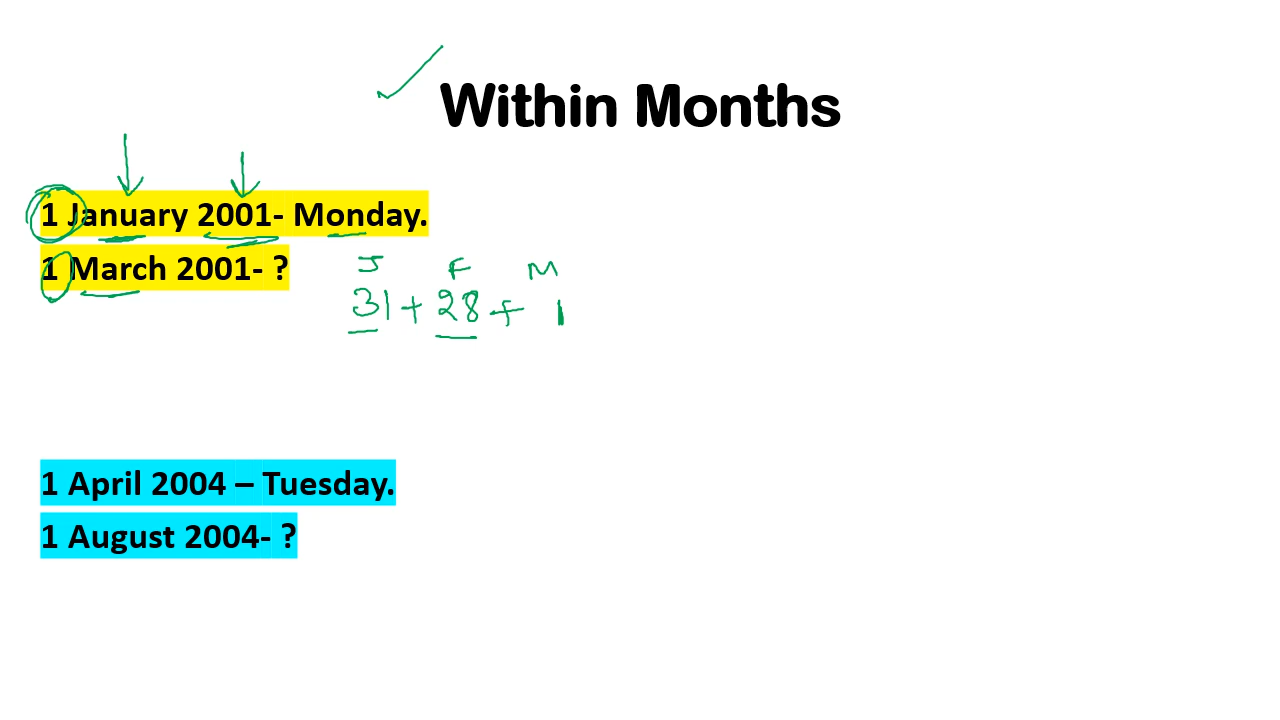 Within Months
1 January 2001- Monday.
1 March 2001- ?
J F M
31 + 28 + 1
1 April 2004 – Tuesday.
1 August 2004- ?